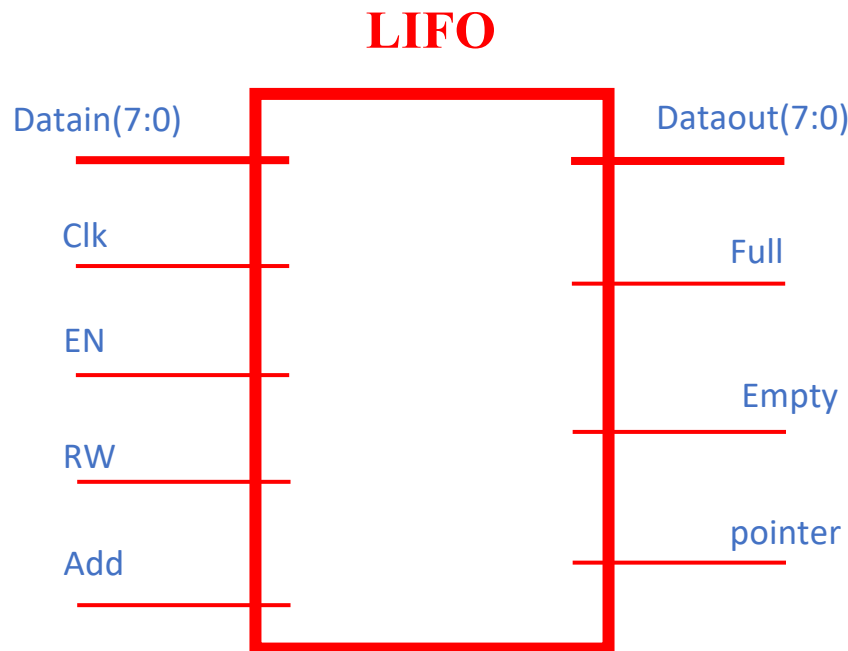 LIFO
Datain(7:0)
Dataout(7:0)
Clk
Full
EN
Empty
RW
pointer
Add